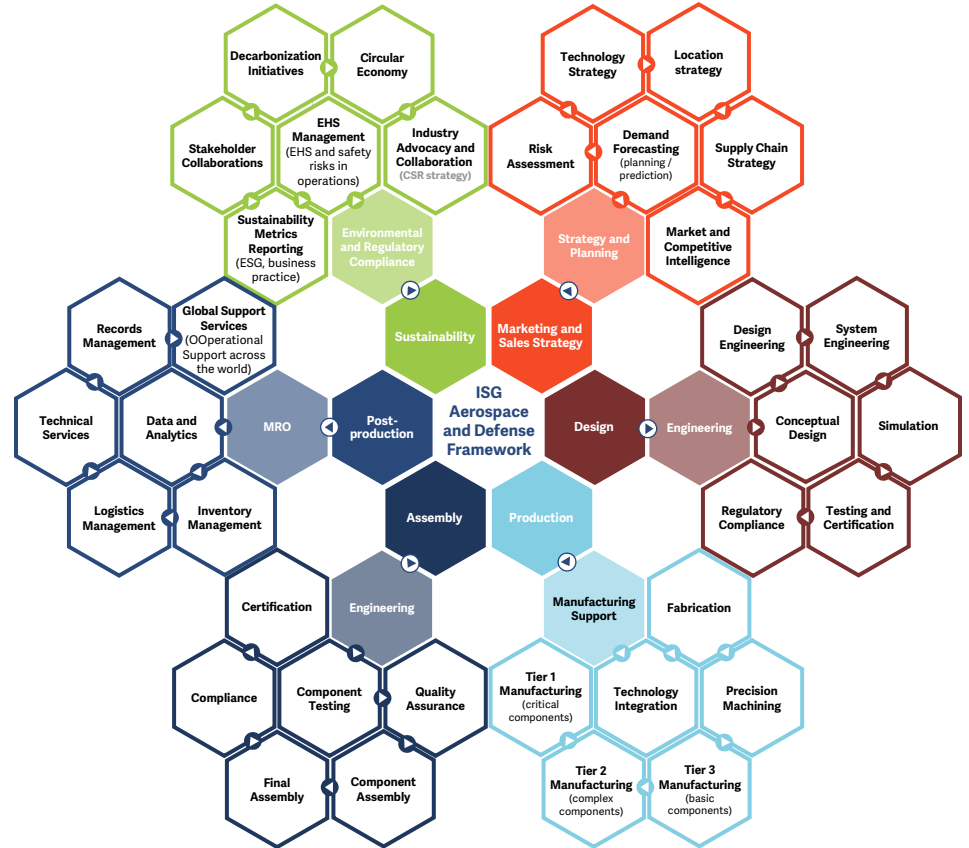 Decarbonization
Initiatives
Circular
Economy
Technology
Strategy
Location
strategy
Stakeholder
Collaborations
EHS
Management
(EHS and safety
risks in
operations)
Industry
Advocacy and
Collaboration
(CSR strategy)
Risk
Assessment
Demand
Forecasting
(planning /
prediction)
Supply Chain
Strategy
Sustainability
Metrics
Reporting
(ESG, business
practice)
Environmental
and Regulatory
Compliance
Strategy and
Planning
Market and
Competitive
Intelligence
Records
Management
Global Support
Services
(OOperational
Support across
the world)
Sustainability
Marketing and
Sales Strategy
Design
Engineering
System
Engineering
Technical
Services
Data and
Analytics
MRO
Post-
production
ISG
Aerospace
and Defense
Framework
Design
Engineering
Conceptual
Design
Simulation
Logistics
Management
Inventory
Management
Assembly
Production
Regulatory
Compliance
Testing and
Certification
Certification
Engineering
Manufacturing
Support
Fabrication
Compliance
Component
Testing
Quality
Assurance
Tier 1
Manufacturing
(critical
components)
Technology
Integration
Precision
Machining
Final
Assembly
Component
Assembly
Tier 2
Manufacturing
(complex
components)
Tier 3
Manufacturing
(basic
components)